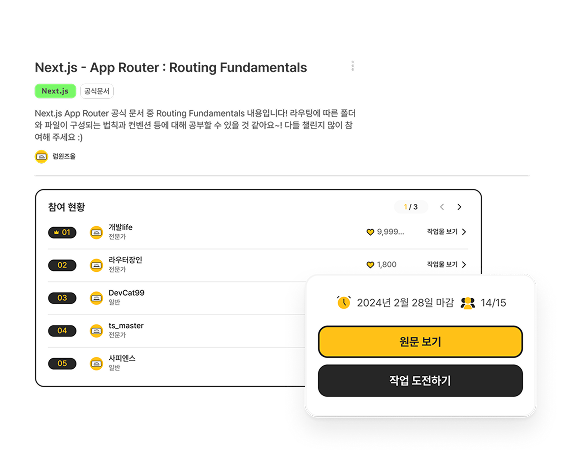 Next.js - App Router : Routing Fundamentals
Next.js 공식문서
Next.js App Router 공식 문서 중 Routing Fundamentals 내용입니다! 라우팅에 따른 폴더
와 파일이 구성되는 법칙과 컨벤션 등에 대해 공부할 수 있을 것 같아요~! 다들 챌린지 많이 참
여해 주세요 :)
럽윈즈올
참여 현황 1 / 3
01 개발life 전문가 9,999... 작업물 보기
02 라우터장인 전문가 1,800 작업물 보기
03 DevCat99 일반
04 ts_master 전문가
05 사피엔스 일반
2024년 2월 28일 마감 14/15
원문 보기
작업 도전하기